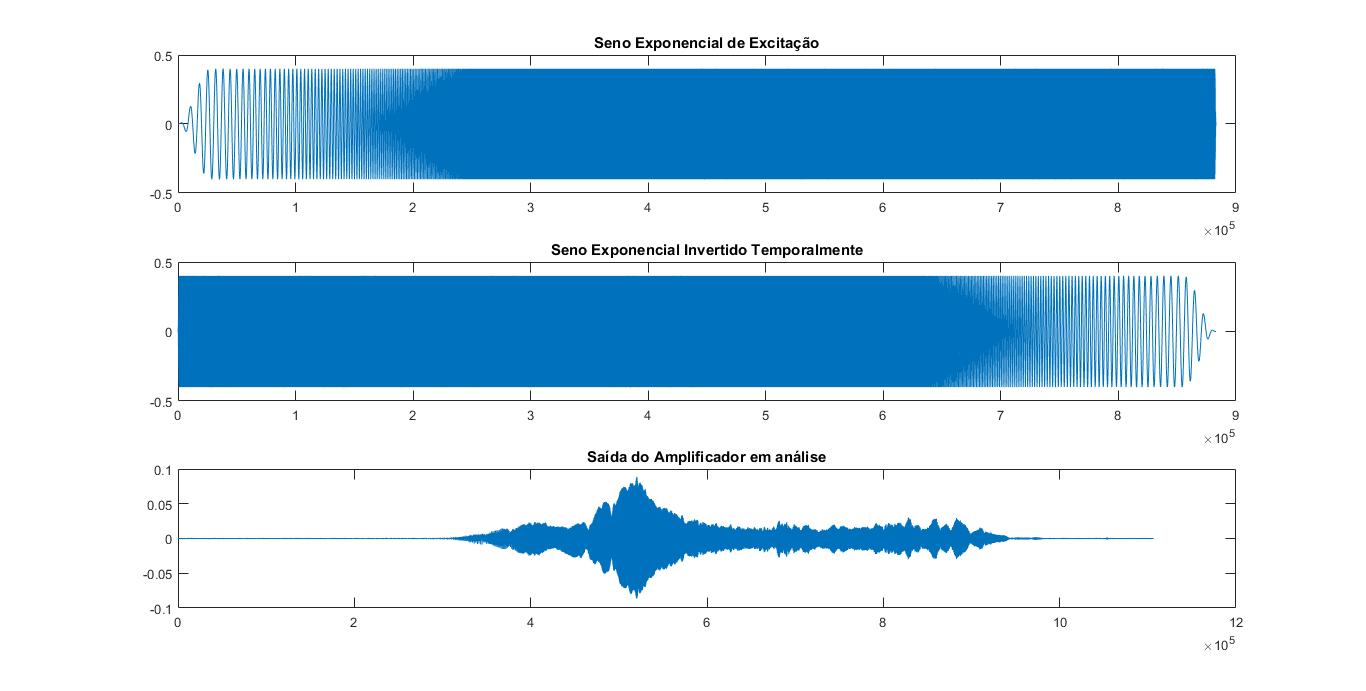 Seno Exponencial de Excitação
0.5
0
-0.5
0 1 2 3 4 5 6 7 8 9
×10^5
Seno Exponencial Invertido Temporalmente
0.5
0
-0.5
0 1 2 3 4 5 6 7 8 9
×10^5
Saída do Amplificador em análise
0.1
0.05
0
-0.05
-0.1
0 2 4 6 8 10 12
×10^5